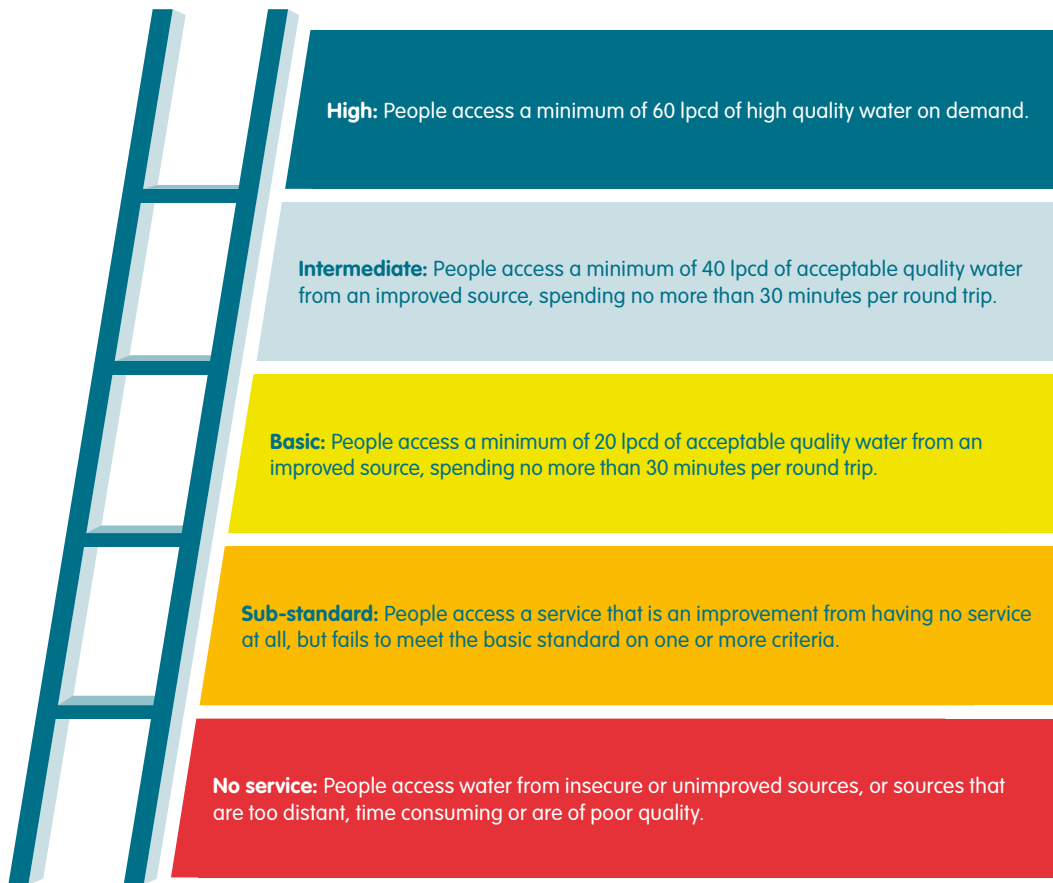 High: People access a minimum of 60 lpcd of high quality water on demand.
Intermediate: People access a minimum of 40 lpcd of acceptable quality water
from an improved source, spending no more than 30 minutes per round trip.
Basic: People access a minimum of 20 lpcd of acceptable quality water from an
improved source, spending no more than 30 minutes per round trip.
Sub-standard: People access a service that is an improvement from having no service
at all, but fails to meet the basic standard on one or more criteria.
No service: People access water from insecure or unimproved sources, or sources that
are too distant, time consuming or are of poor quality.